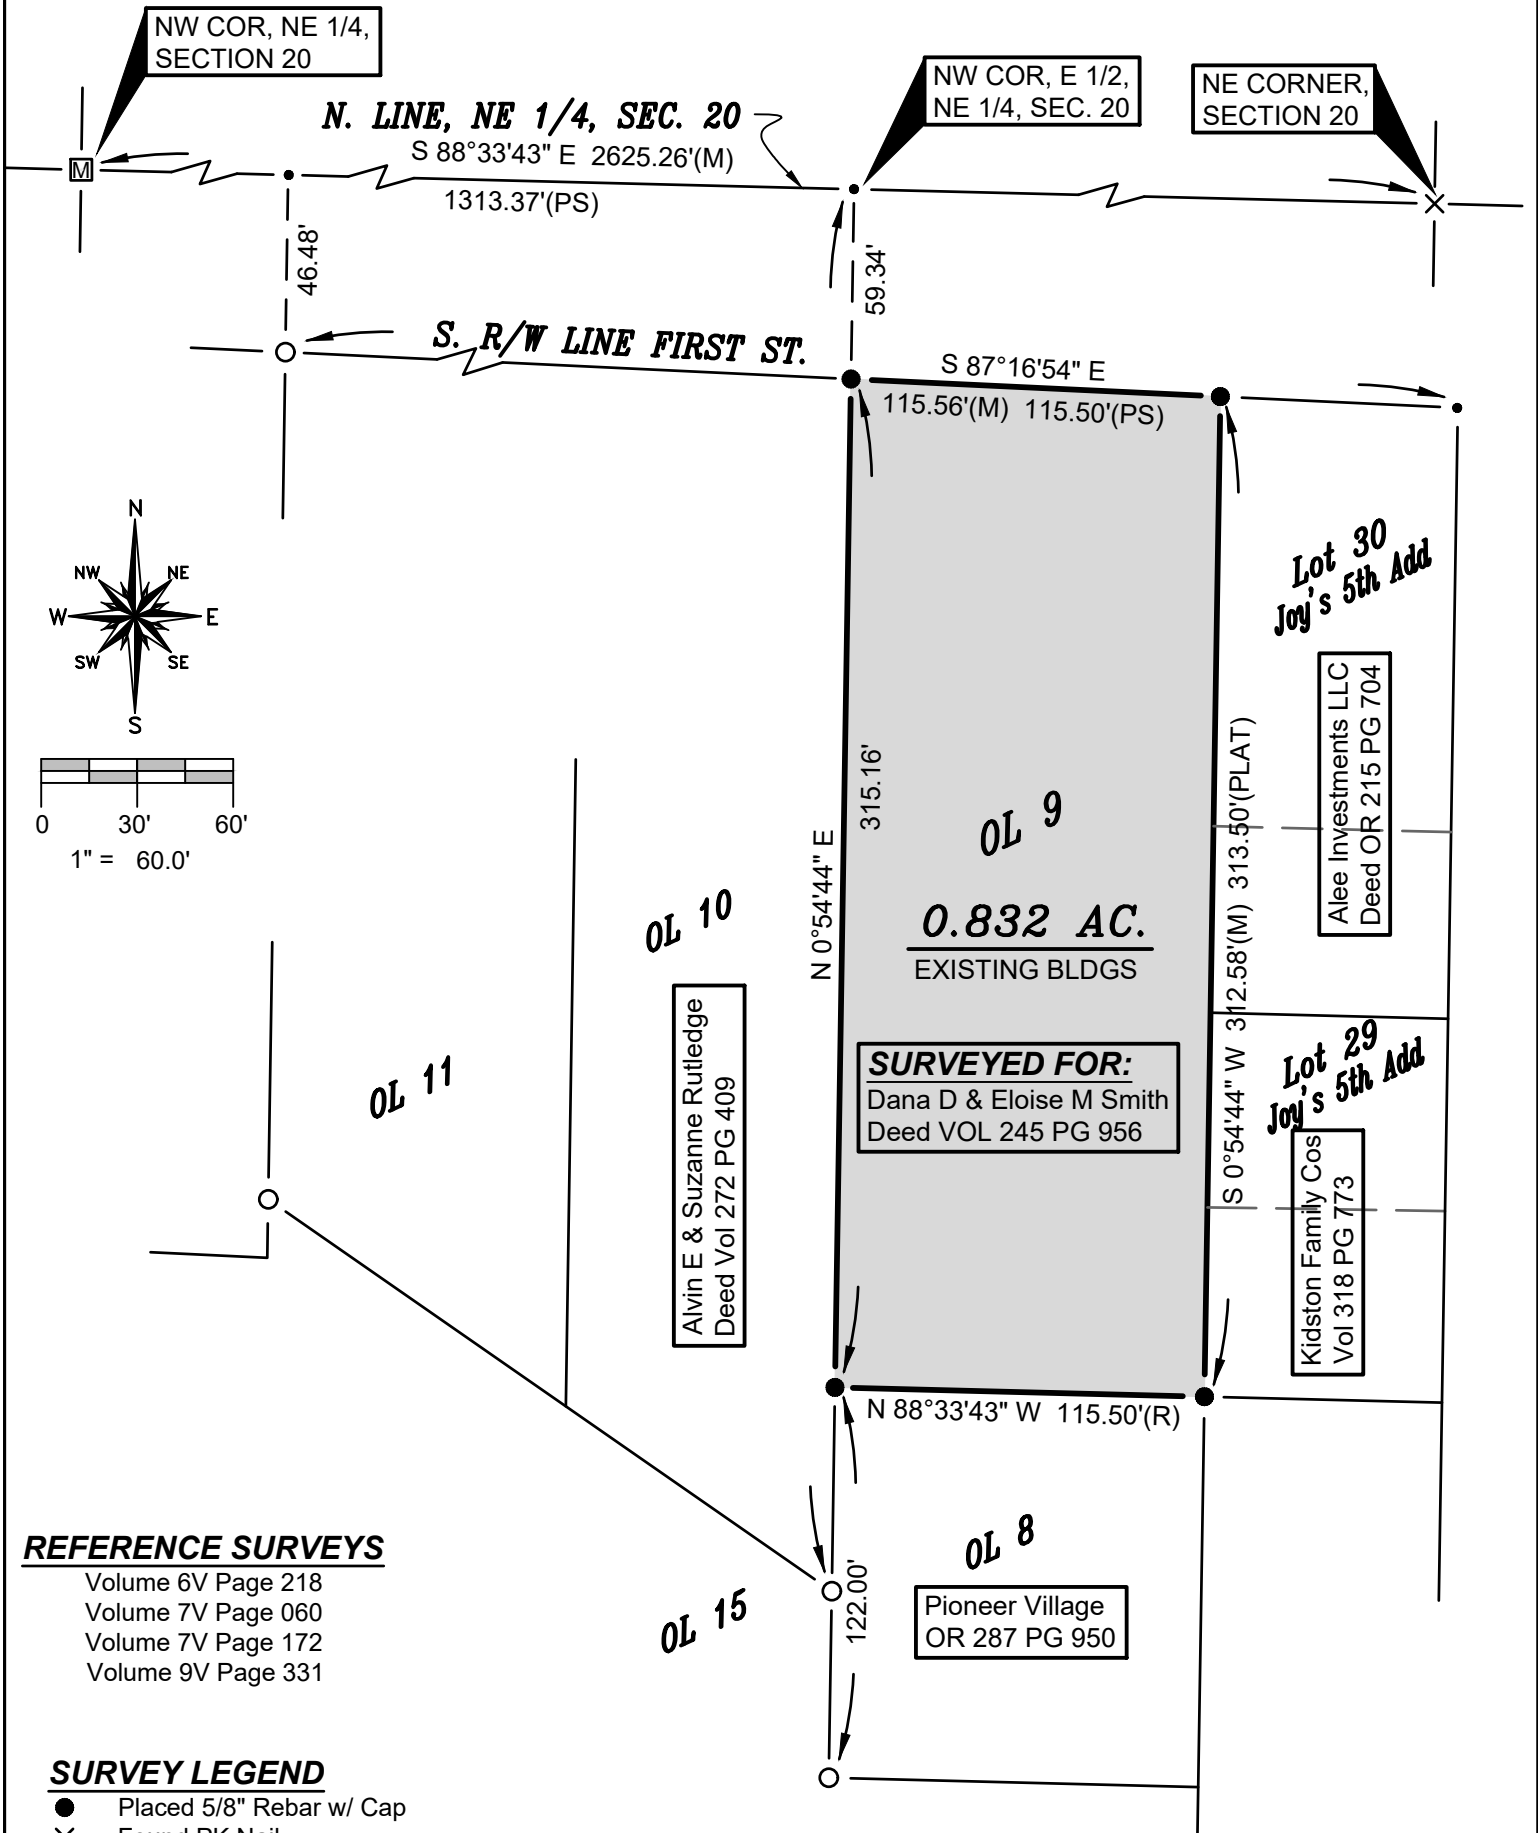 NW COR, NE 1/4,
SECTION 20
NW COR, E 1/2,
NE 1/4, SEC. 20
NE CORNER,
SECTION 20
N. LINE, NE 1/4, SEC. 20
S 88°33'43" E 2625.26'(M)
M
1313.37'(PS)
46.48'
59.34'
S. R/W LINE FIRST ST.
S 87°16'54" E
115.56'(M) 115.50'(PS)
N
NW
NE
W
E
SW
SE
S
0 30' 60'
1" = 60.0'
Lot 30
Joy's 5th Add
Alee Investments LLC
Deed OR 215 PG 704
N 0°54'44" E 315.16'
OL 9
0.832 AC.
EXISTING BLDGS
S 0°54'44" W 312.58'(M) 313.50'(PLAT)
OL 10
Alvin E & Suzanne Rutledge
Deed Vol 272 PG 409
OL 11
SURVEYED FOR:
Dana D & Eloise M Smith
Deed VOL 245 PG 956
Lot 29
Joy's 5th Add
Kidston Family Cos
Vol 318 PG 773
N 88°33'43" W 115.50'(R)
OL 8
Pioneer Village
OR 287 PG 950
122.00'
OL 15
REFERENCE SURVEYS
Volume 6V Page 218
Volume 7V Page 060
Volume 7V Page 172
Volume 9V Page 331
SURVEY LEGEND
Placed 5/8" Rebar w/ Cap
Found PK Nail